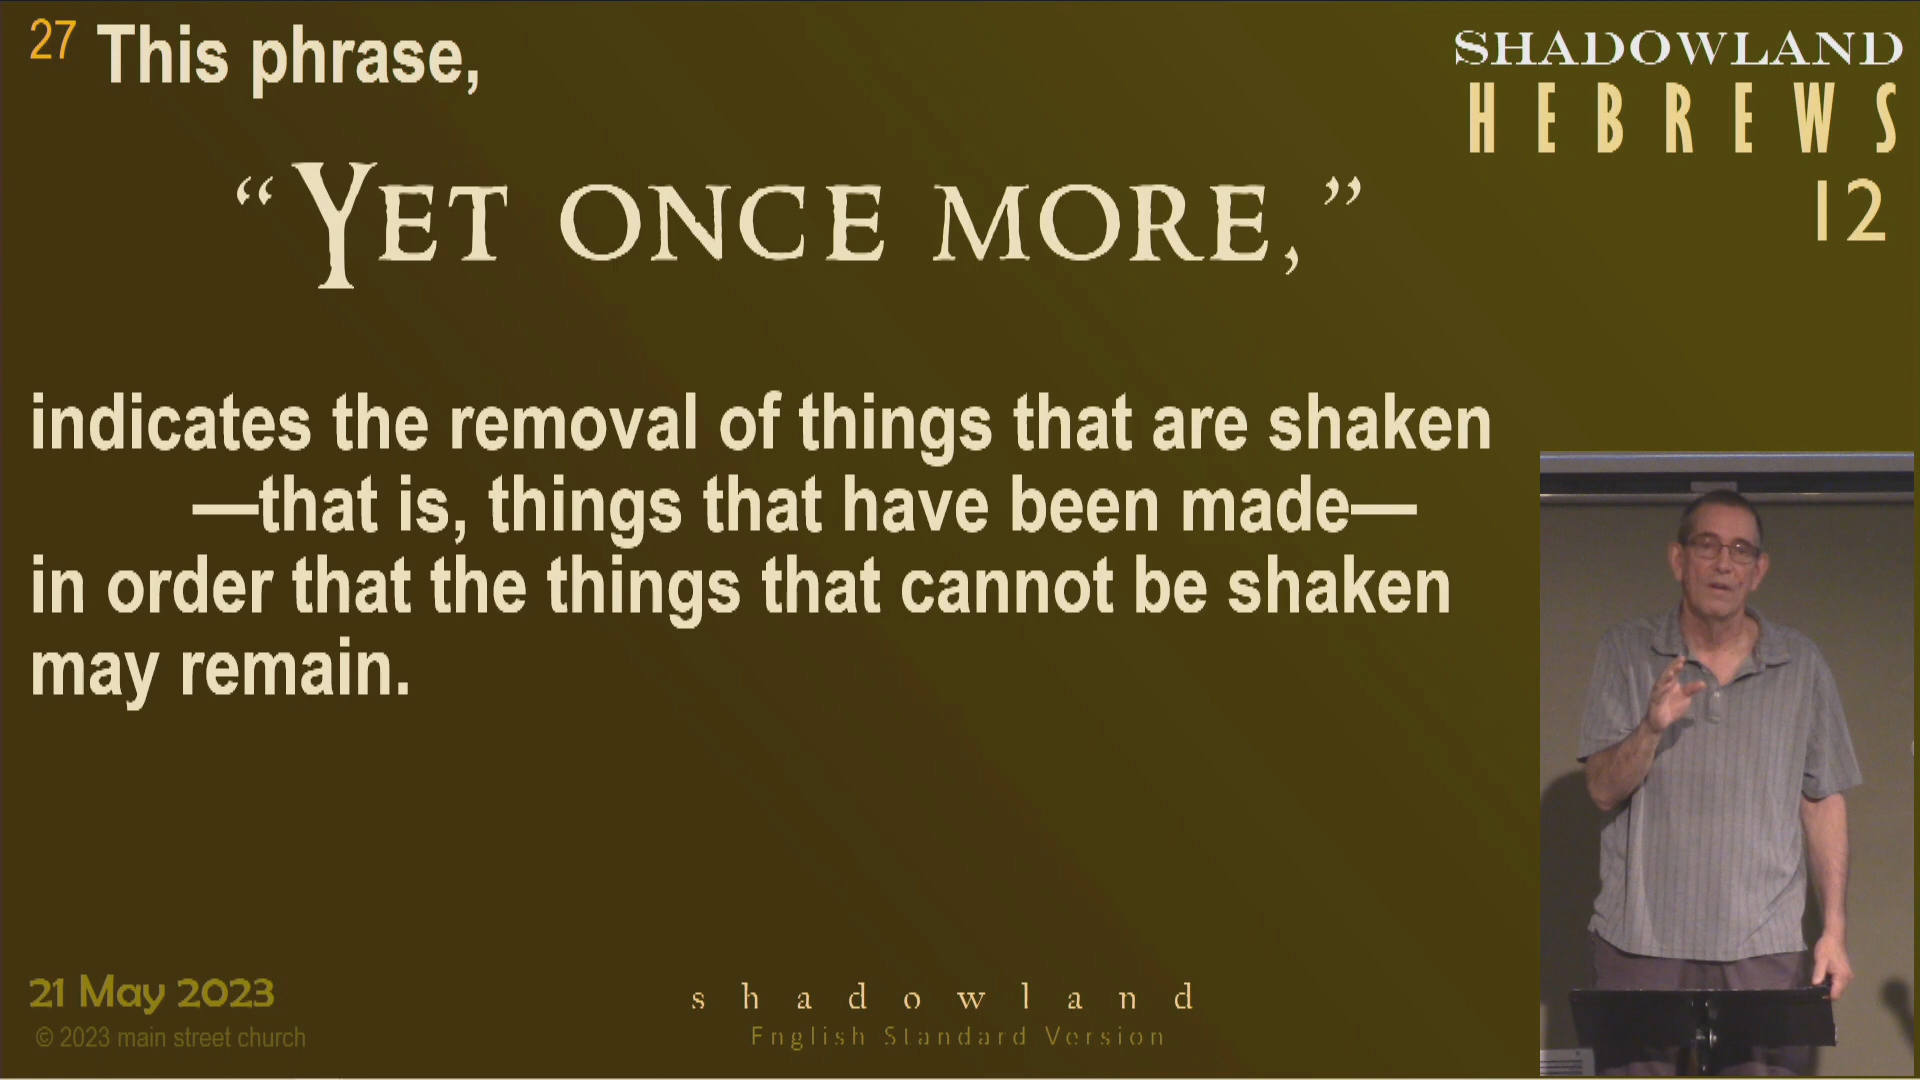 27 This phrase,
“Yet once more,”
indicates the removal of things that are shaken
—that is, things that have been made—
in order that the things that cannot be shaken
may remain.
SHADOWLAND
HEBREWS
12
21 May 2023
© 2023 main street church
shadowland
English Standard Version